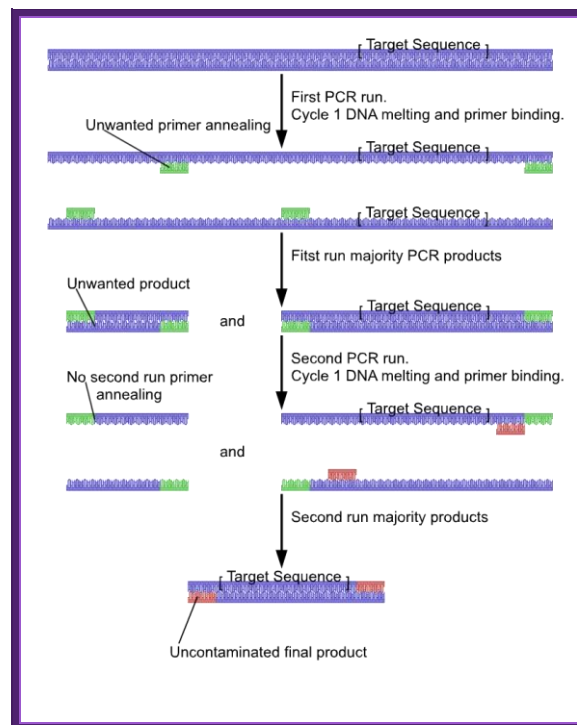 [ Target Sequence ]
First PCR run.
Cycle 1 DNA melting and primer binding.
Unwanted primer annealing
[ Target Sequence ]
[ Target Sequence ]
Fitst run majority PCR products
Unwanted product
[ Target Sequence ]
and
Second PCR run.
Cycle 1 DNA melting and primer binding.
No second run primer
annealing
[ Target Sequence ]
and
Second run majority products
[ Target Sequence ]
Uncontaminated final product